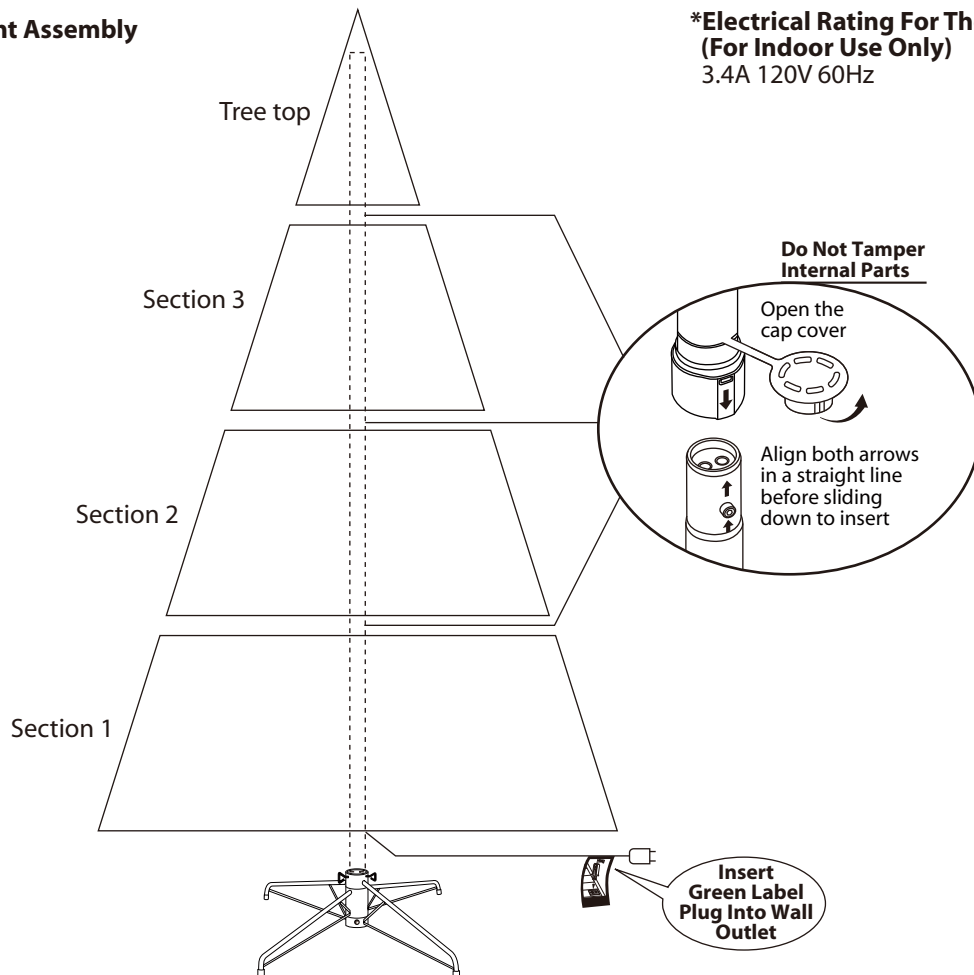 nt Assembly
*Electrical Rating For Th
(For Indoor Use Only)
3.4A 120V 60Hz
Tree top
Section 3
Section 2
Section 1
Do Not Tamper
Internal Parts
Open the
cap cover
Align both arrows
in a straight line
before sliding
down to insert
Insert
Green Label
Plug Into Wall
Outlet